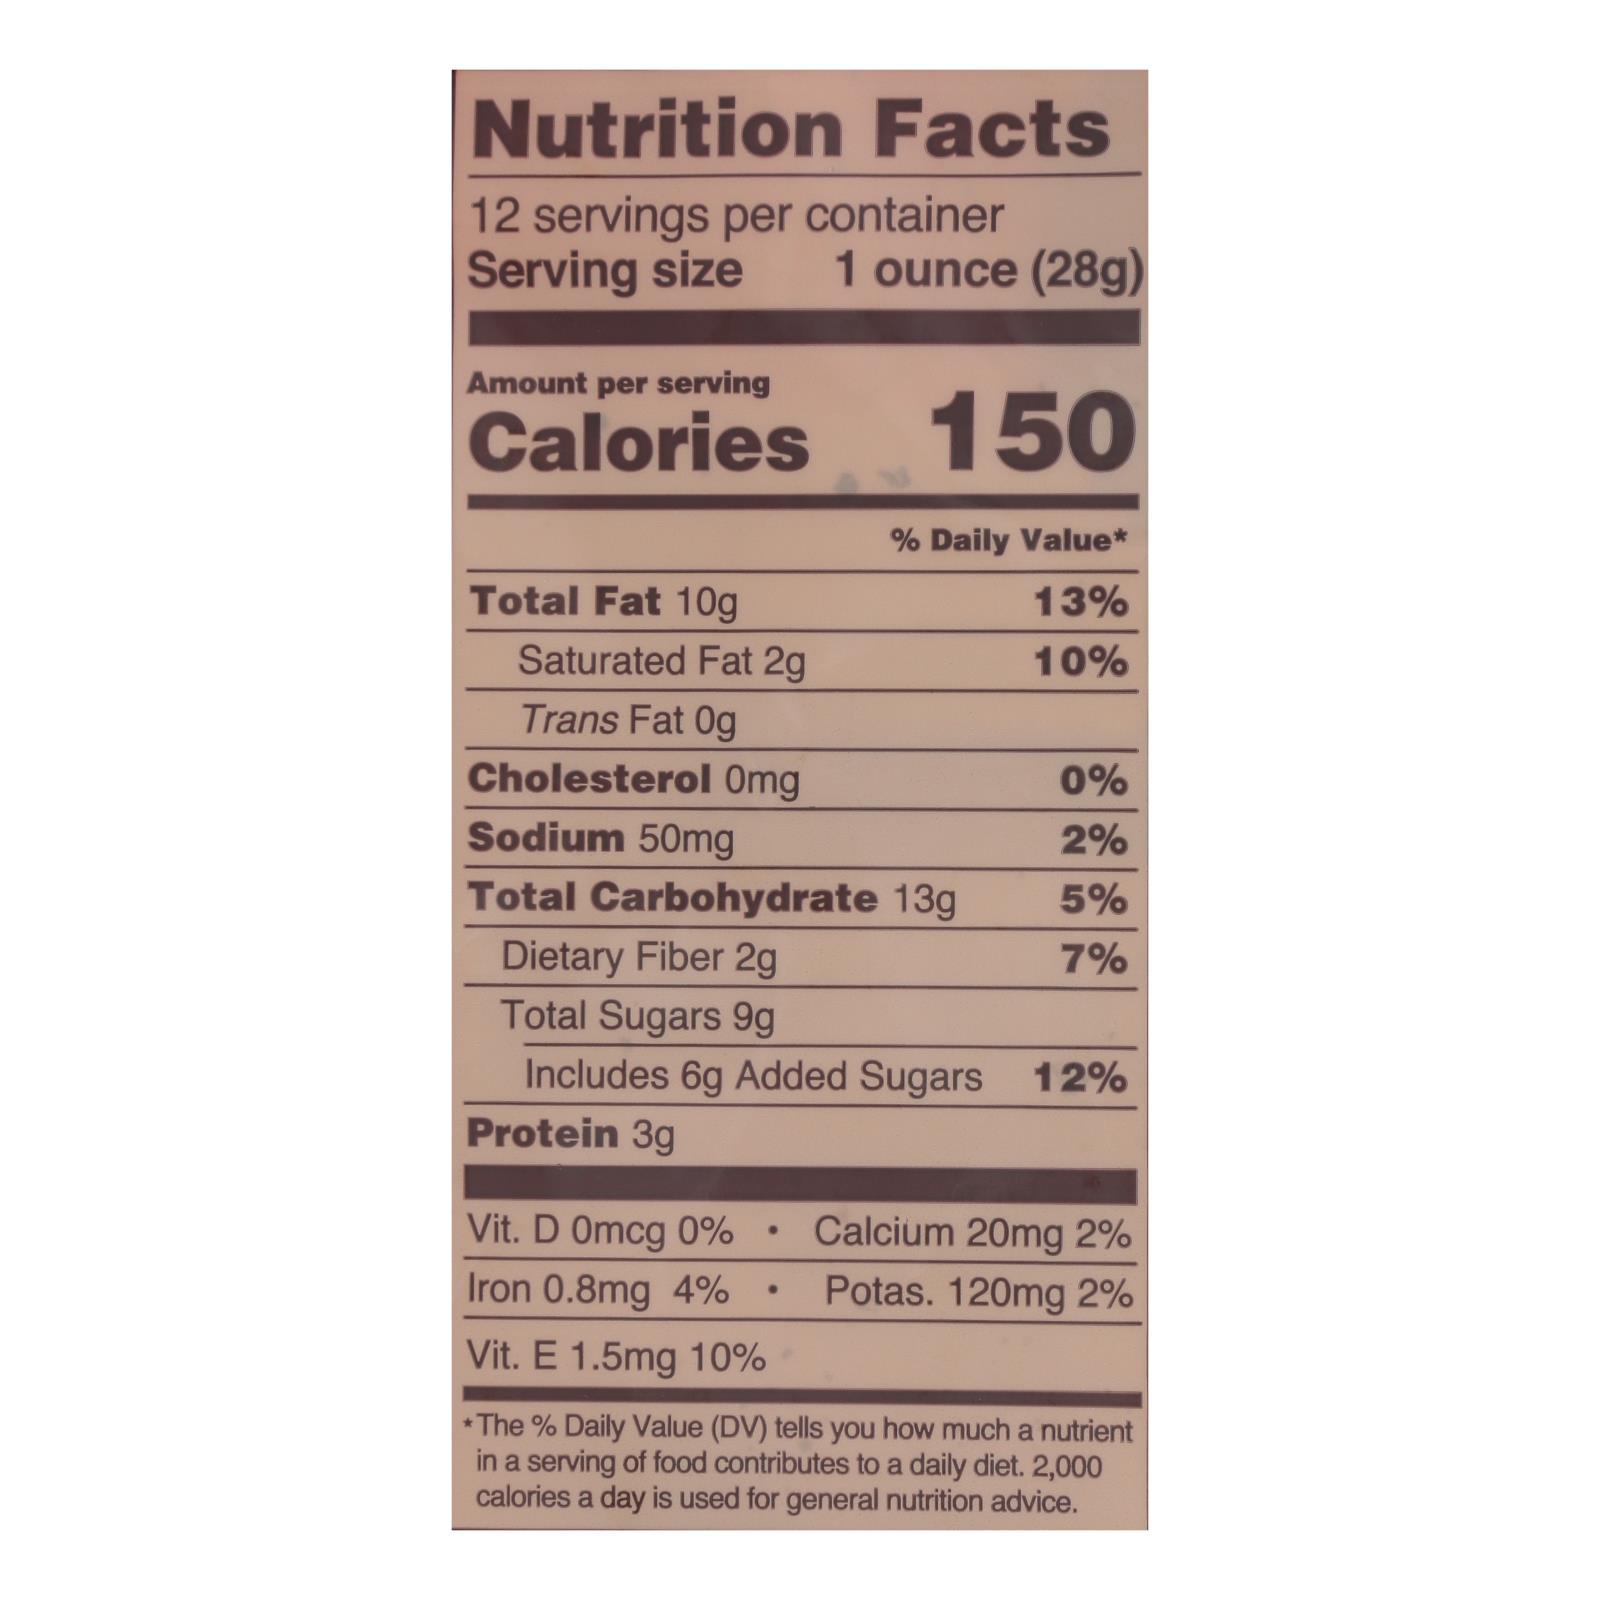 Nutrition Facts
12 servings per container
Serving size 1 ounce (28g)
Amount per serving
Calories 150
% Daily Value*
Total Fat 10g 13%
Saturated Fat 2g 10%
Trans Fat 0g
Cholesterol 0mg 0%
Sodium 50mg 2%
Total Carbohydrate 13g 5%
Dietary Fiber 2g 7%
Total Sugars 9g
Includes 6g Added Sugars 12%
Protein 3g
Vit. D 0mcg 0% • Calcium 20mg 2%
Iron 0.8mg 4% • Potas. 120mg 2%
Vit. E 1.5mg 10%
*The % Daily Value (DV) tells you how much a nutrient
in a serving of food contributes to a daily diet. 2,000
calories a day is used for general nutrition advice.